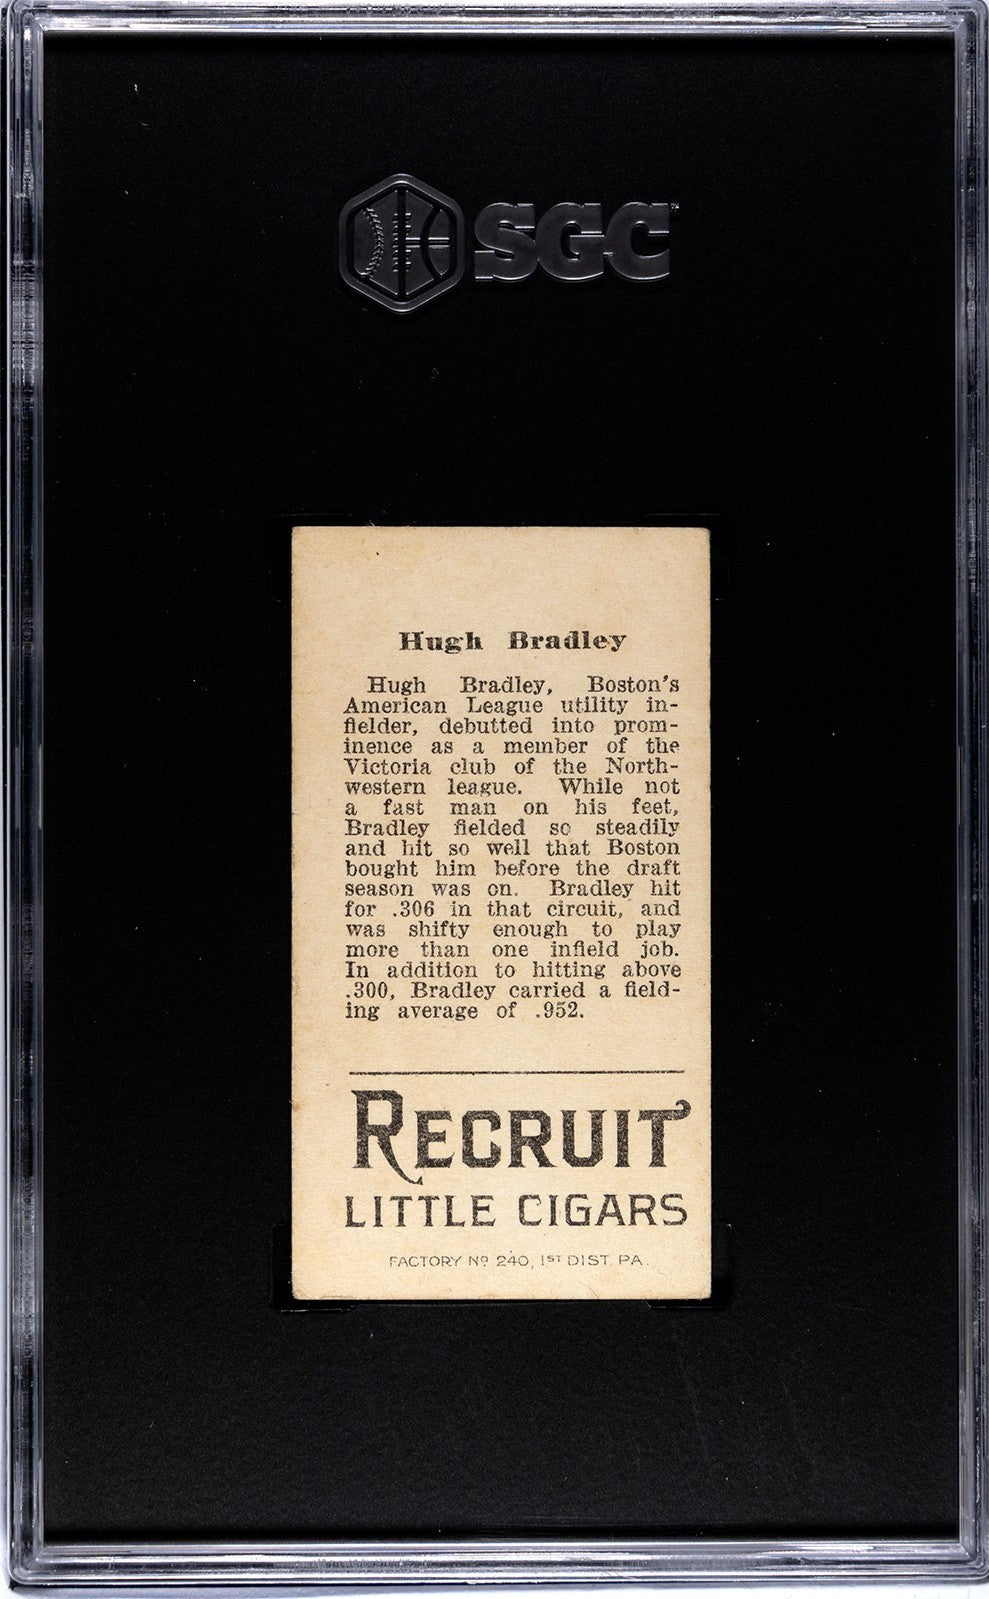 SGC
Hugh Bradley
Hugh Bradley, Boston's
American League utility in-
fielder, debutted into prom-
inence as a member of the
Victoria club of the North-
western league. While not
a fast man on his feet,
Bradley fielded so steadily
and hit so well that Boston
bought him before the draft
season was on. Bradley hit
for .306 in that circuit, and
was shifty enough to play
more than one infield job.
In addition to hitting above
.300, Bradley carried a field-
ing average of .952.
RECRUIT
LITTLE CIGARS
FACTORY Nº 240, 1ST DIST. PA.